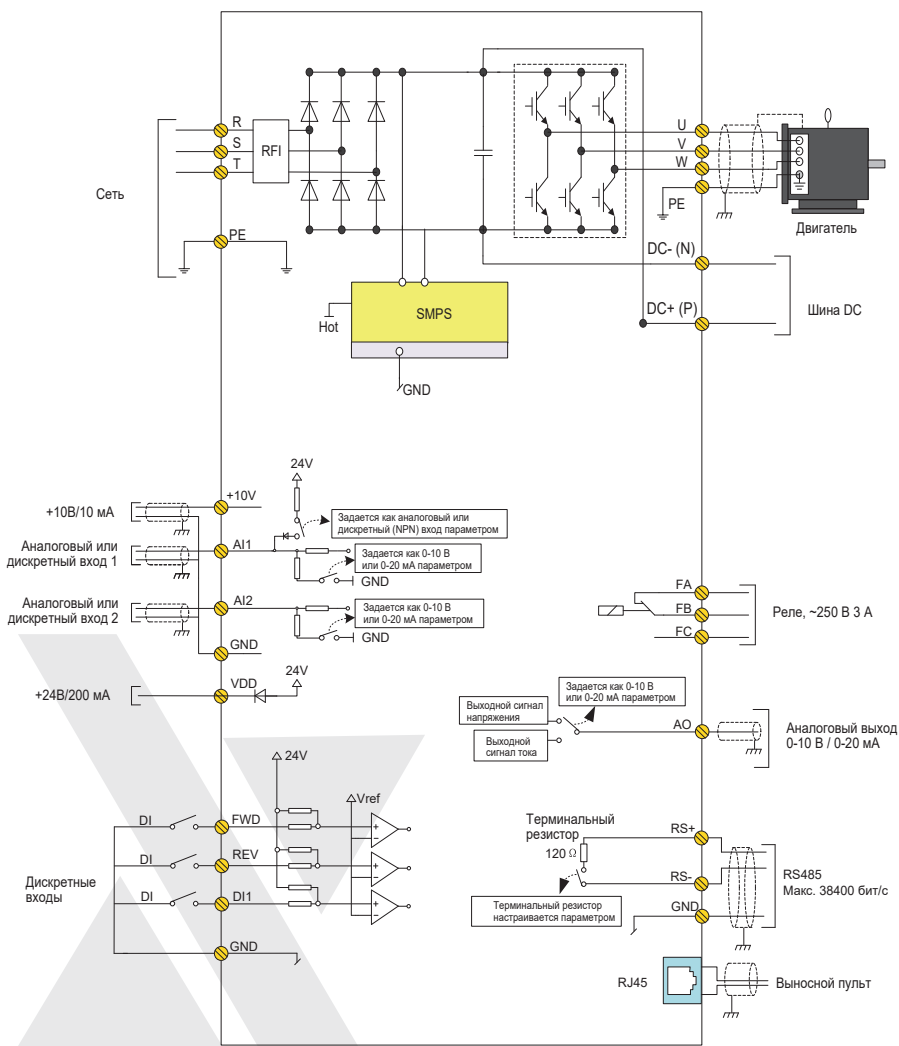 R
S
T
RFI
Сеть
PE
U
V
W
PE
Двигатель
DC- (N)
DC+ (P)
Шина DC
Hot
SMPS
GND
24V
+10В/10 мА
+10V
Задается как аналоговый или
дискретный (NPN) вход параметром
Аналоговый или
дискретный вход 1
AI1
Задается как 0-10 В
или 0-20 мА параметром
GND
Аналоговый или
дискретный вход 2
AI2
Задается как 0-10 В
или 0-20 мА параметром
GND
GND
+24В/200 мА
VDD
24V
FA
FB
FC
Реле, ~250 В 3 А
Задается как 0-10 В
или 0-20 мА параметром
Выходной сигнал
напряжения
Выходной
сигнал тока
AO
Аналоговый выход
0-10 В / 0-20 мА
24V
Vref
DI
FWD
+
−
DI
REV
+
−
DI
DI1
+
−
Дискретные
входы
GND
Терминальный
резистор
120 Ω
RS+
RS-
Терминальный резистор
настраивается параметром
GND
RS485
Макс. 38400 бит/с
RJ45
Выносной пульт